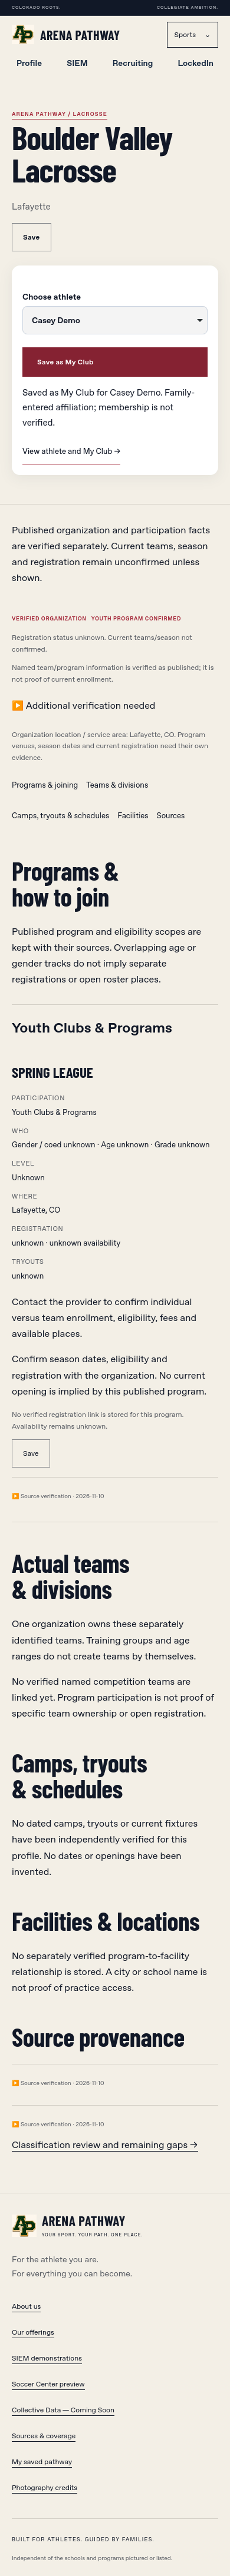 COLORADO ROOTS.
COLLEGIATE AMBITION.
AP ARENA PATHWAY
Sports
Profile SIEM Recruiting LockedIn
ARENA PATHWAY / LACROSSE
Boulder Valley
Lacrosse
Lafayette
Save
Choose athlete
Casey Demo
Save as My Club
Saved as My Club for Casey Demo. Family-
entered affiliation; membership is not
verified.
View athlete and My Club →
Published organization and participation facts
are verified separately. Current teams, season
and registration remain unconfirmed unless
shown.
VERIFIED ORGANIZATION YOUTH PROGRAM CONFIRMED
Registration status unknown. Current teams/season not
confirmed.
Named team/program information is verified as published; it is
not proof of current enrollment.
▶ Additional verification needed
Organization location / service area: Lafayette, CO. Program
venues, season dates and current registration need their own
evidence.
Programs & joining Teams & divisions
Camps, tryouts & schedules Facilities Sources
Programs &
how to join
Published program and eligibility scopes are
kept with their sources. Overlapping age or
gender tracks do not imply separate
registrations or open roster places.
Youth Clubs & Programs
SPRING LEAGUE
PARTICIPATION
Youth Clubs & Programs
WHO
Gender / coed unknown · Age unknown · Grade unknown
LEVEL
Unknown
WHERE
Lafayette, CO
REGISTRATION
unknown · unknown availability
TRYOUTS
unknown
Contact the provider to confirm individual
versus team enrollment, eligibility, fees and
available places.
Confirm season dates, eligibility and
registration with the organization. No current
opening is implied by this published program.
No verified registration link is stored for this program.
Availability remains unknown.
Save
▶ Source verification · 2026-11-10
Actual teams
& divisions
One organization owns these separately
identified teams. Training groups and age
ranges do not create teams by themselves.
No verified named competition teams are
linked yet. Program participation is not proof of
specific team ownership or open registration.
Camps, tryouts
& schedules
No dated camps, tryouts or current fixtures
have been independently verified for this
profile. No dates or openings have been
invented.
Facilities & locations
No separately verified program-to-facility
relationship is stored. A city or school name is
not proof of practice access.
Source provenance
▶ Source verification · 2026-11-10
▶ Source verification · 2026-11-10
Classification review and remaining gaps →
AP ARENA PATHWAY
YOUR SPORT. YOUR PATH. ONE PLACE.
For the athlete you are.
For everything you can become.
About us
Our offerings
SIEM demonstrations
Soccer Center preview
Collective Data — Coming Soon
Sources & coverage
My saved pathway
Photography credits
BUILT FOR ATHLETES. GUIDED BY FAMILIES.
Independent of the schools and programs pictured or listed.